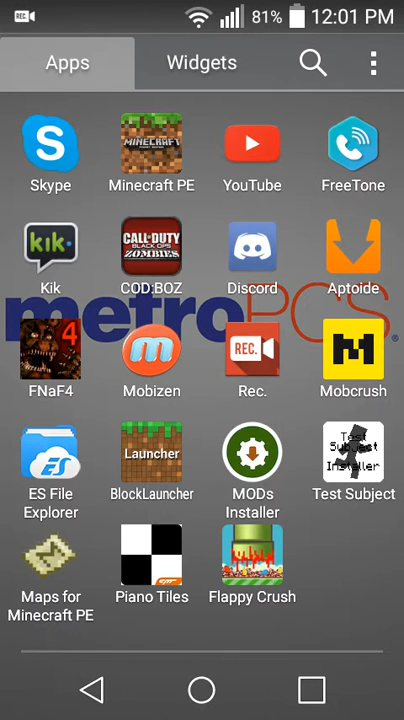 REC. 81% 12:01 PM
Apps Widgets
S
MINECRAFT
Skype Minecraft PE YouTube FreeTone
kik.
CALL OF DUTY
BLACK OPS
ZOMBIES
Kik COD:BOZ Discord Aptoide
metroPCS
4 m REC. M
FNaF4 Mobizen Rec. Mobcrush
ES
Launcher
Test
Subject
Installer
ES File Explorer BlockLauncher MODs Installer Test Subject
Maps for Minecraft PE Piano Tiles Flappy Crush